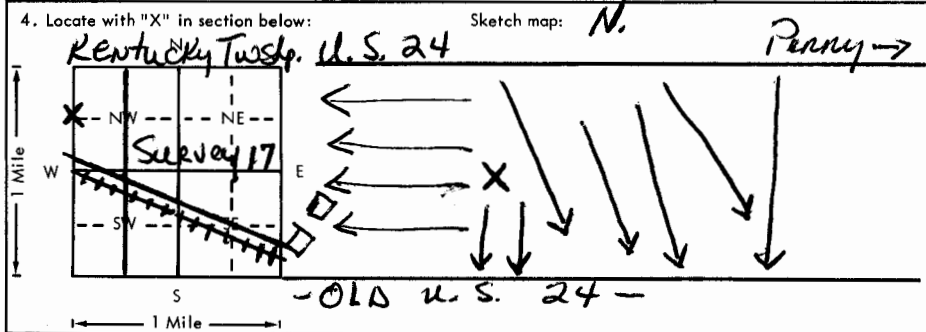 4. Locate with "X" in section below:
Sketch map: N.
Kentucky Twsp. U.S. 24
Perry →
N
X
NW
NE
1 Mile
Survey 17
W
E
X
SW
S
-OLD U.S. 24-
1 Mile